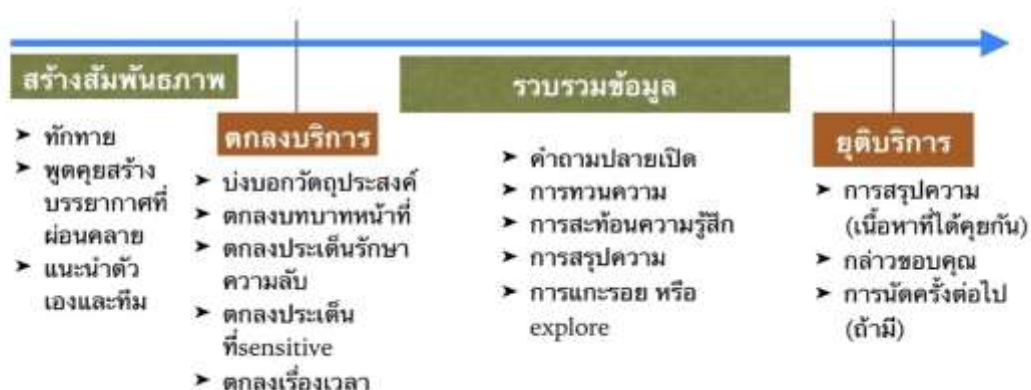 สร้างสัมพันธภาพ
➤ ทักทาย
➤ พูดคุยสร้าง
บรรยากาศที่
ผ่อนคลาย
➤ แนะนำตัว
เองและทีม
ตกลงบริการ
➤ บ่งบอกวัตถุประสงค์
➤ ตกลงบทบาทหน้าที่
➤ ตกลงประเด็นรักษา
ความลับ
➤ ตกลงประเด็น
ที่sensitive
➤ ตกลงเรื่องเวลา
รวบรวมข้อมูล
➤ คำถามปลายเปิด
➤ การทวนความ
➤ การสะท้อนความรู้สึก
➤ การสรุปความ
➤ การแกะรอย หรือ
explore
ยุติบริการ
➤ การสรุปความ
(เนื้อหาที่ได้คุยกัน)
➤ กล่าวขอบคุณ
➤ การนัดครั้งต่อไป
(ถ้ามี)